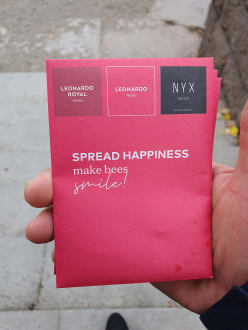 LEONARDO
ROYAL
LEONARDO
NYX
SPREAD HAPPINESS
make bees
smile!